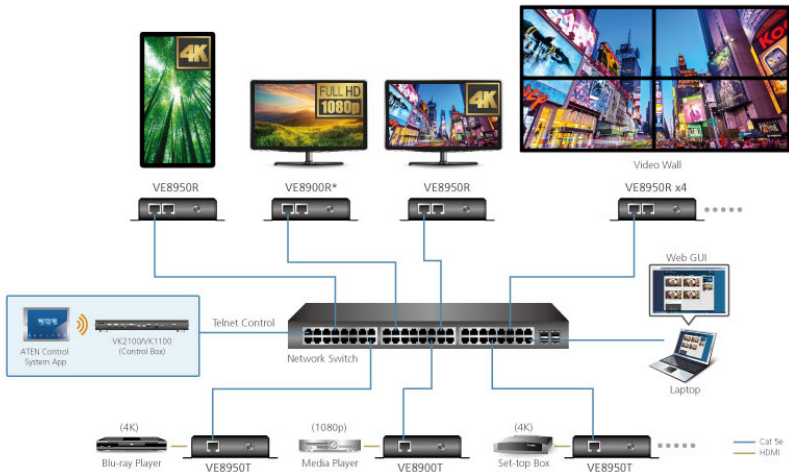 4K
FULL HD
1080p
4K
Video Wall
VE8950R
VE8900R*
VE8950R
VE8950R x4
Web GUI
Telnet Control
ATEN Control
System App
VK2100/VK1100
(Control Box)
Network Switch
Laptop
(4K)
(1080p)
(4K)
Blu-ray Player
VE8950T
Media Player
VE8900T
Set-top Box
VE8950T
Cat 5e
HDMI